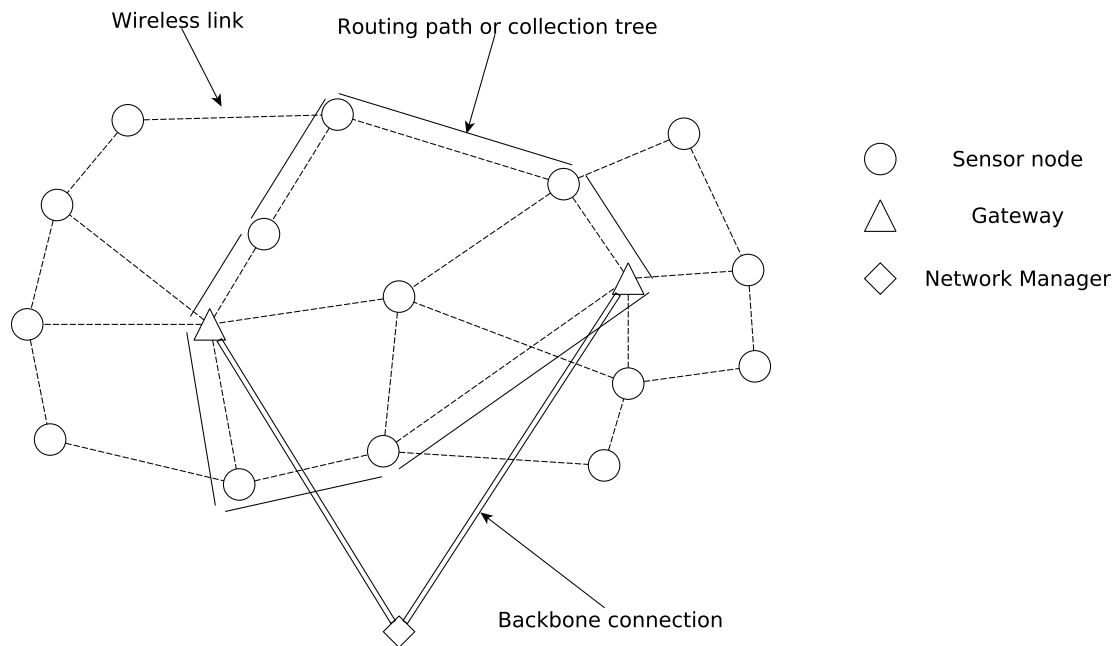 Wireless link
Routing path or collection tree
Sensor node
Gateway
Network Manager
Backbone connection